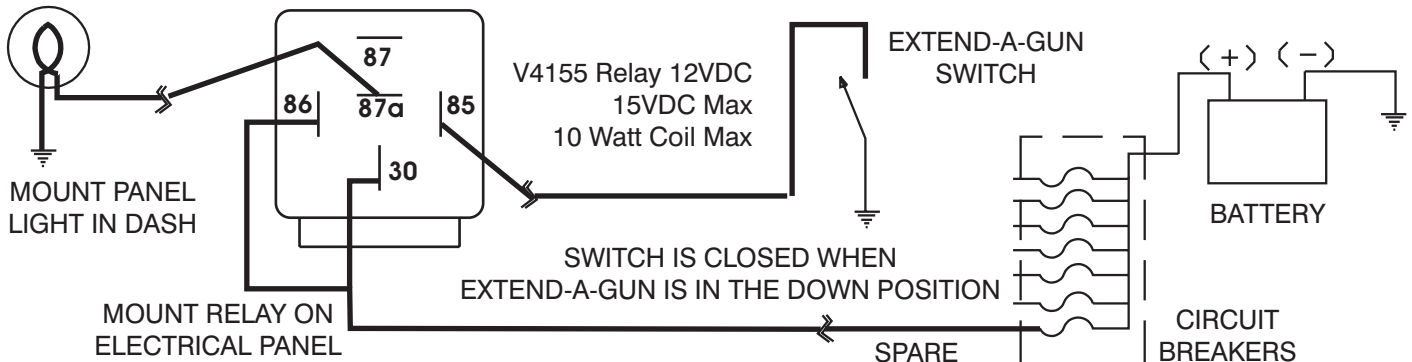 87
86
87a
85
30
V4155 Relay 12VDC
15VDC Max
10 Watt Coil Max
EXTEND-A-GUN
SWITCH
(+) (-)
BATTERY
MOUNT PANEL
LIGHT IN DASH
SWITCH IS CLOSED WHEN
EXTEND-A-GUN IS IN THE DOWN POSITION
MOUNT RELAY ON
ELECTRICAL PANEL
SPARE
CIRCUIT
BREAKERS